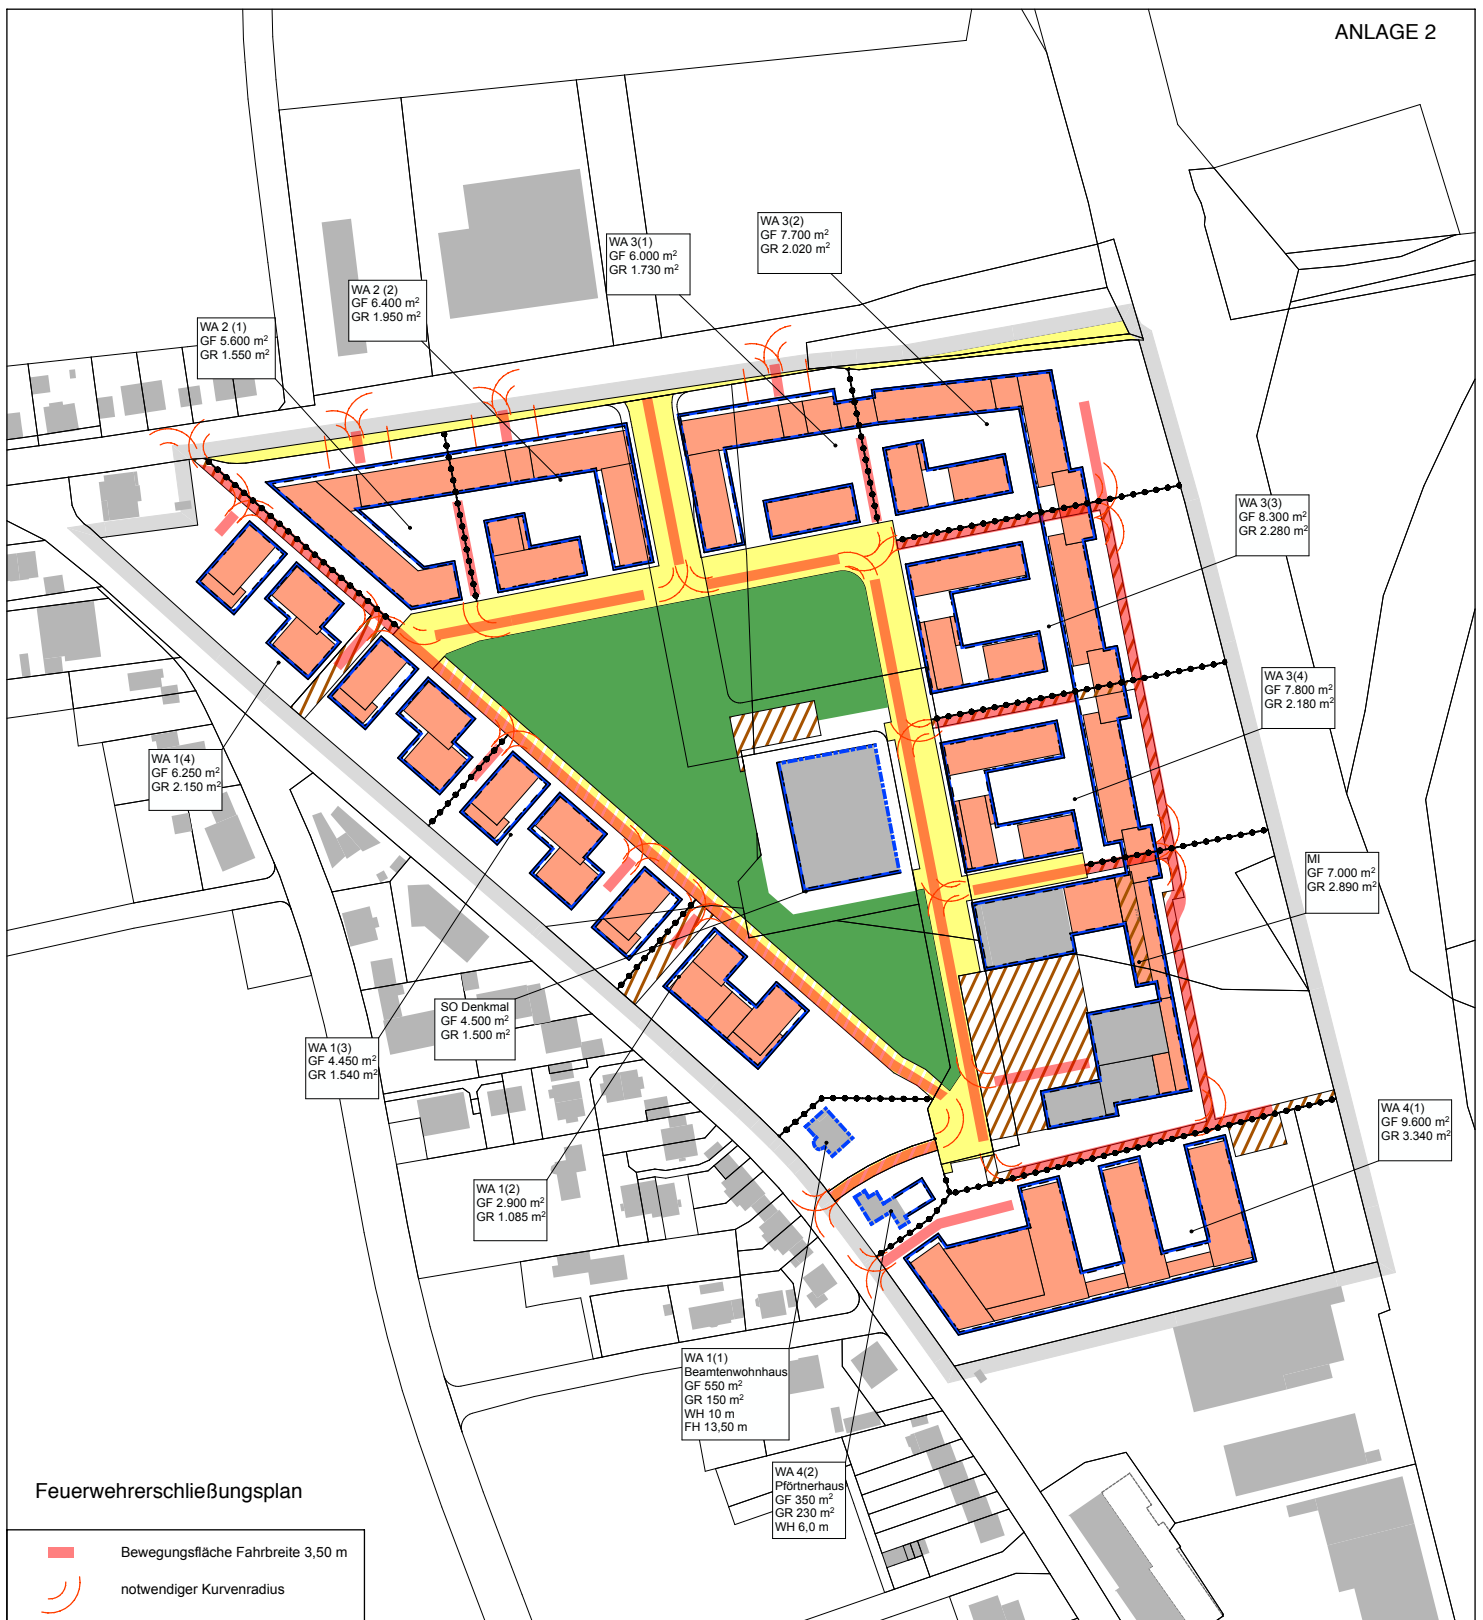 ANLAGE 2
WA 3(2)
GF 7.700 m²
GR 2.020 m²
WA 3(1)
GF 6.000 m²
GR 1.730 m²
WA 2 (2)
GF 6.400 m²
GR 1.950 m²
WA 2 (1)
GF 5.600 m²
GR 1.550 m²
WA 3(3)
GF 8.300 m²
GR 2.280 m²
WA 3(4)
GF 7.800 m²
GR 2.180 m²
WA 1(4)
GF 6.250 m²
GR 2.150 m²
MI
GF 7.000 m²
GR 2.890 m²
SO Denkmal
GF 4.500 m²
GR 1.500 m²
WA 1(3)
GF 4.450 m²
GR 1.540 m²
WA 4(1)
GF 9.600 m²
GR 3.340 m²
WA 1(2)
GF 2.900 m²
GR 1.085 m²
WA 1(1)
Beamtenwohnhaus
GF 550 m²
GR 150 m²
WH 10 m
FH 13,50 m
WA 4(2)
Pförtnerhaus
GF 350 m²
GR 230 m²
WH 6,0 m
Feuerwehrerschließungsplan
Bewegungsfläche Fahrbreite 3,50 m
notwendiger Kurvenradius